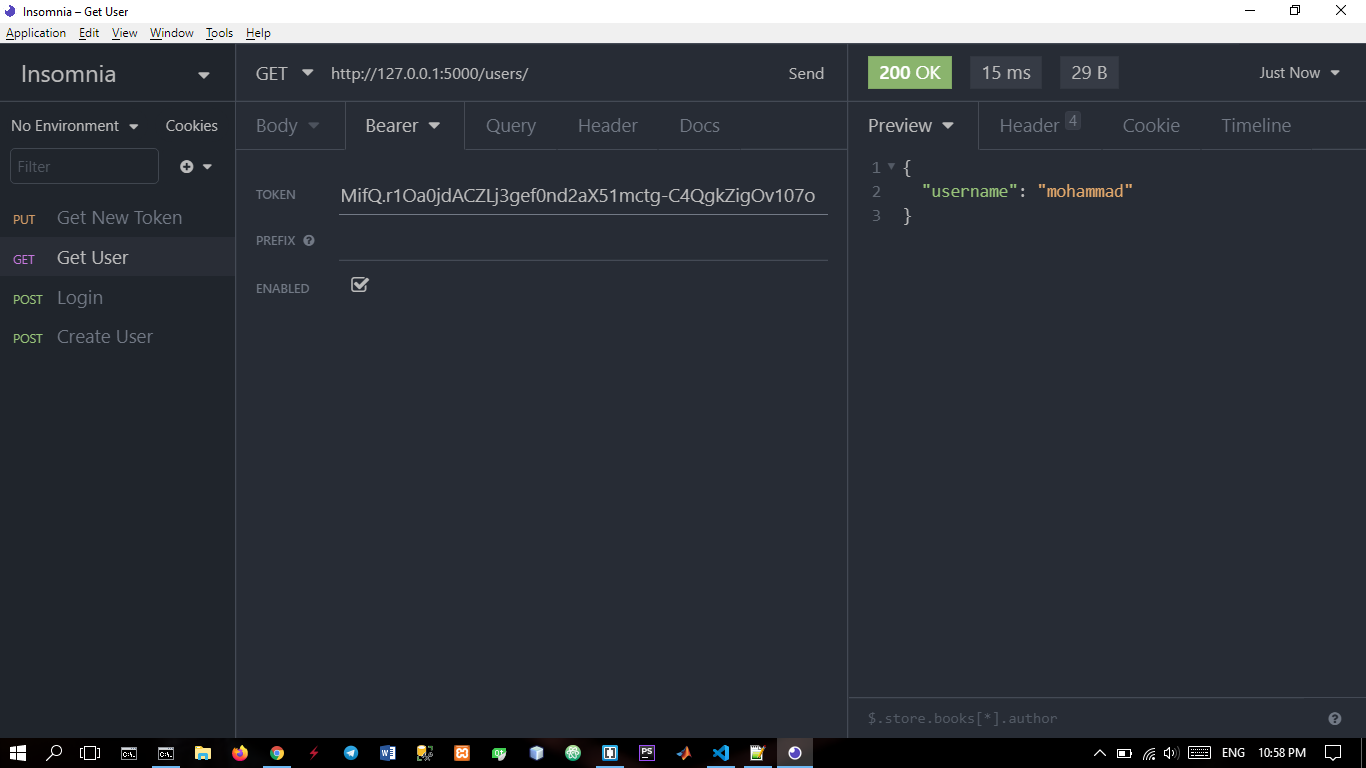 Insomnia – Get User
Application Edit View Window Tools Help
Insomnia
GET http://127.0.0.1:5000/users/ Send
200 OK 15 ms 29 B Just Now
No Environment Cookies
Body Bearer Query Header Docs
Preview Header 4 Cookie Timeline
Filter
PUT Get New Token
GET Get User
POST Login
POST Create User
TOKEN MifQ.r1Oa0jdACZLj3gef0nd2aX51mctg-C4QgkZigOv107o
PREFIX
ENABLED
1 {
2 "username": "mohammad"
3 }
$.store.books[*].author
ENG 10:58 PM